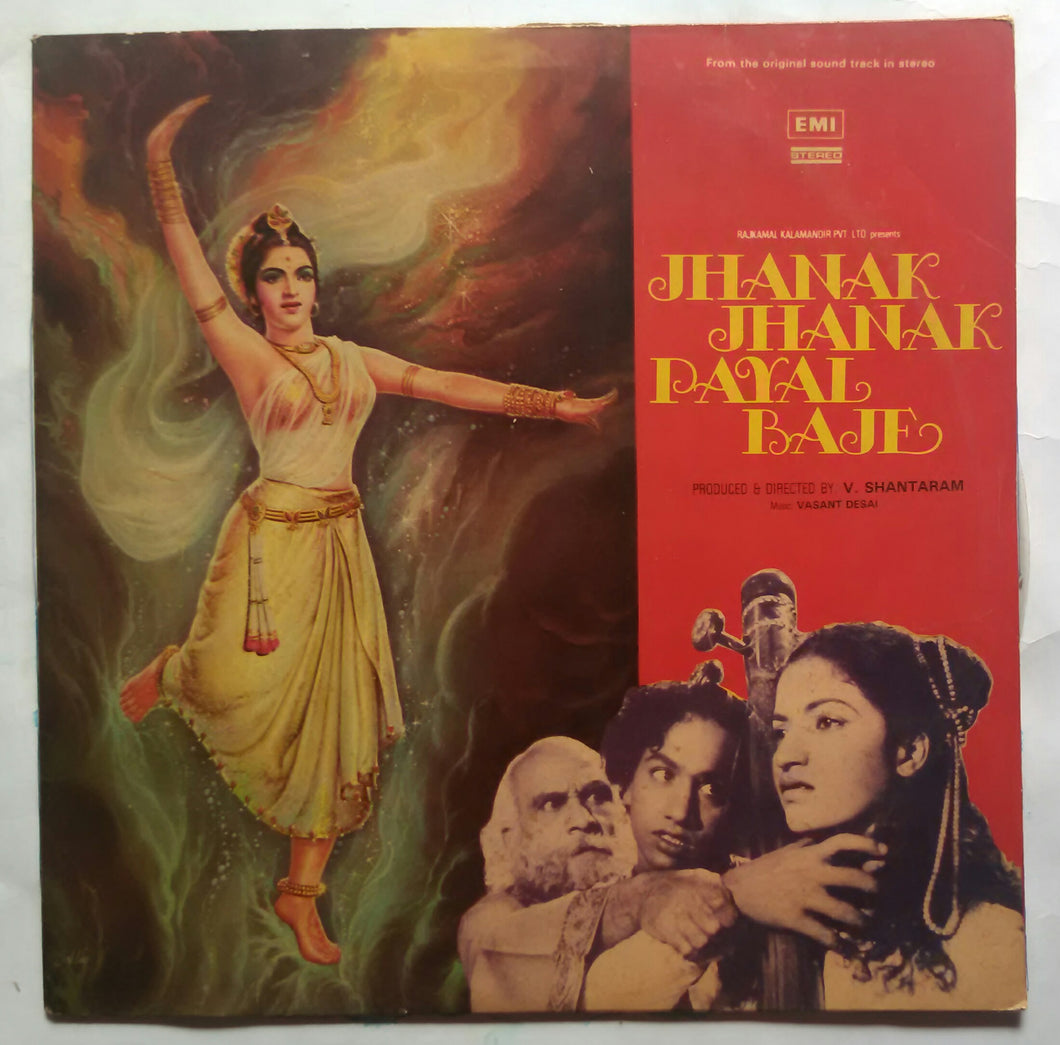 From the original sound track in stereo
EMI
STEREO
RAJKAMAL KALAMANDIR PVT. LTD. presents
JHANAK
JHANAK
PAYAL
BAJE
PRODUCED & DIRECTED BY: V. SHANTARAM
Music: VASANT DESAI